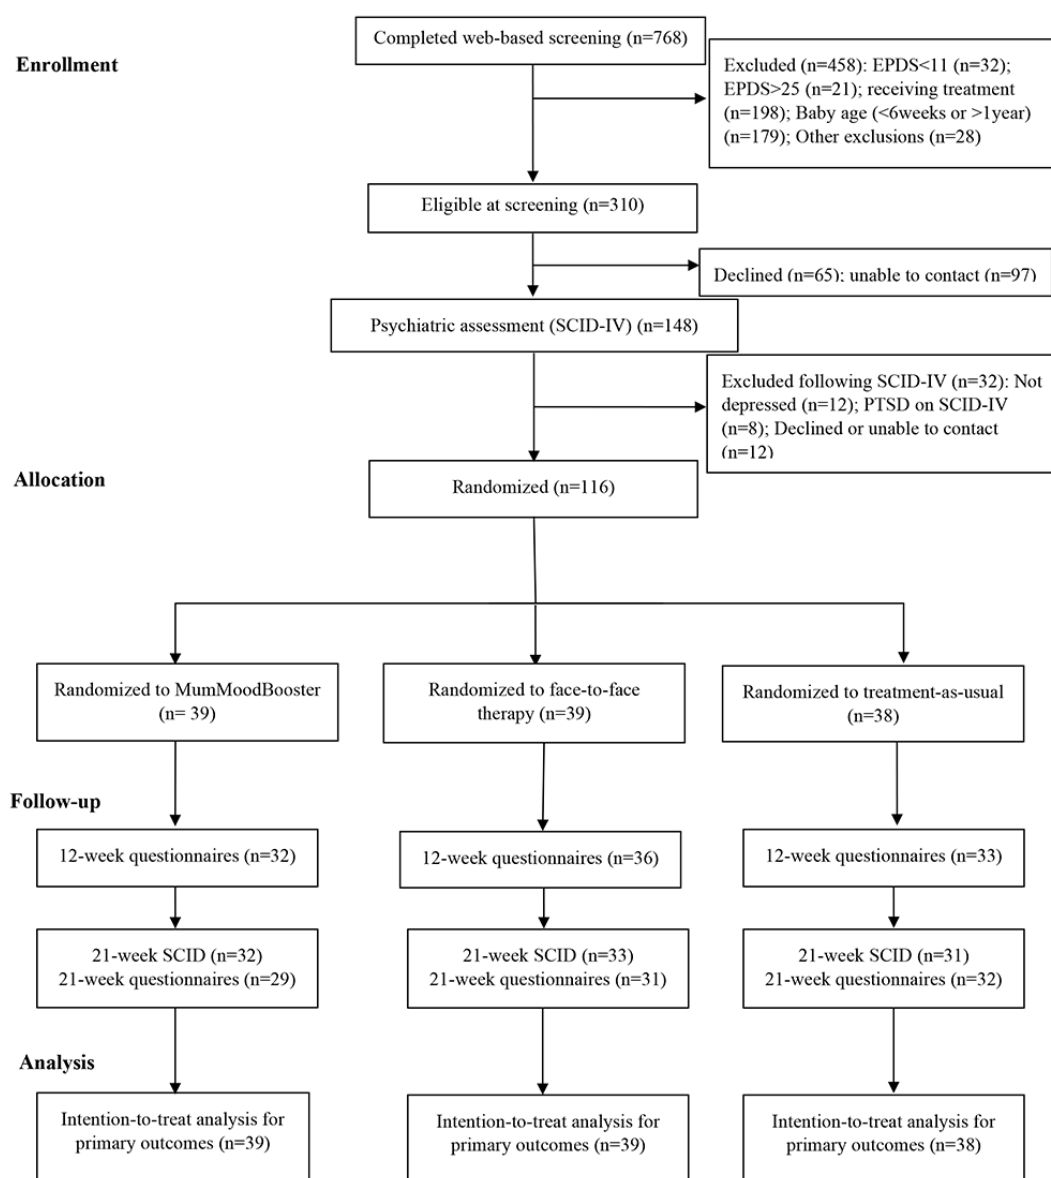 Completed web-based screening (n=768)
Enrollment
Excluded (n=458): EPDS<11 (n=32);
EPDS>25 (n=21); receiving treatment
(n=198); Baby age (<6weeks or >1year)
(n=179); Other exclusions (n=28)
Eligible at screening (n=310)
Declined (n=65); unable to contact (n=97)
Psychiatric assessment (SCID-IV) (n=148)
Excluded following SCID-IV (n=32): Not
depressed (n=12); PTSD on SCID-IV
(n=8); Declined or unable to contact
(n=12)
Allocation
Randomized (n=116)
Randomized to MumMoodBooster
(n= 39)
Randomized to face-to-face
therapy (n=39)
Randomized to treatment-as-usual
(n=38)
Follow-up
12-week questionnaires (n=32)
12-week questionnaires (n=36)
12-week questionnaires (n=33)
21-week SCID (n=32)
21-week questionnaires (n=29)
21-week SCID (n=33)
21-week questionnaires (n=31)
21-week SCID (n=31)
21-week questionnaires (n=32)
Analysis
Intention-to-treat analysis for
primary outcomes (n=39)
Intention-to-treat analysis for
primary outcomes (n=39)
Intention-to-treat analysis for
primary outcomes (n=38)